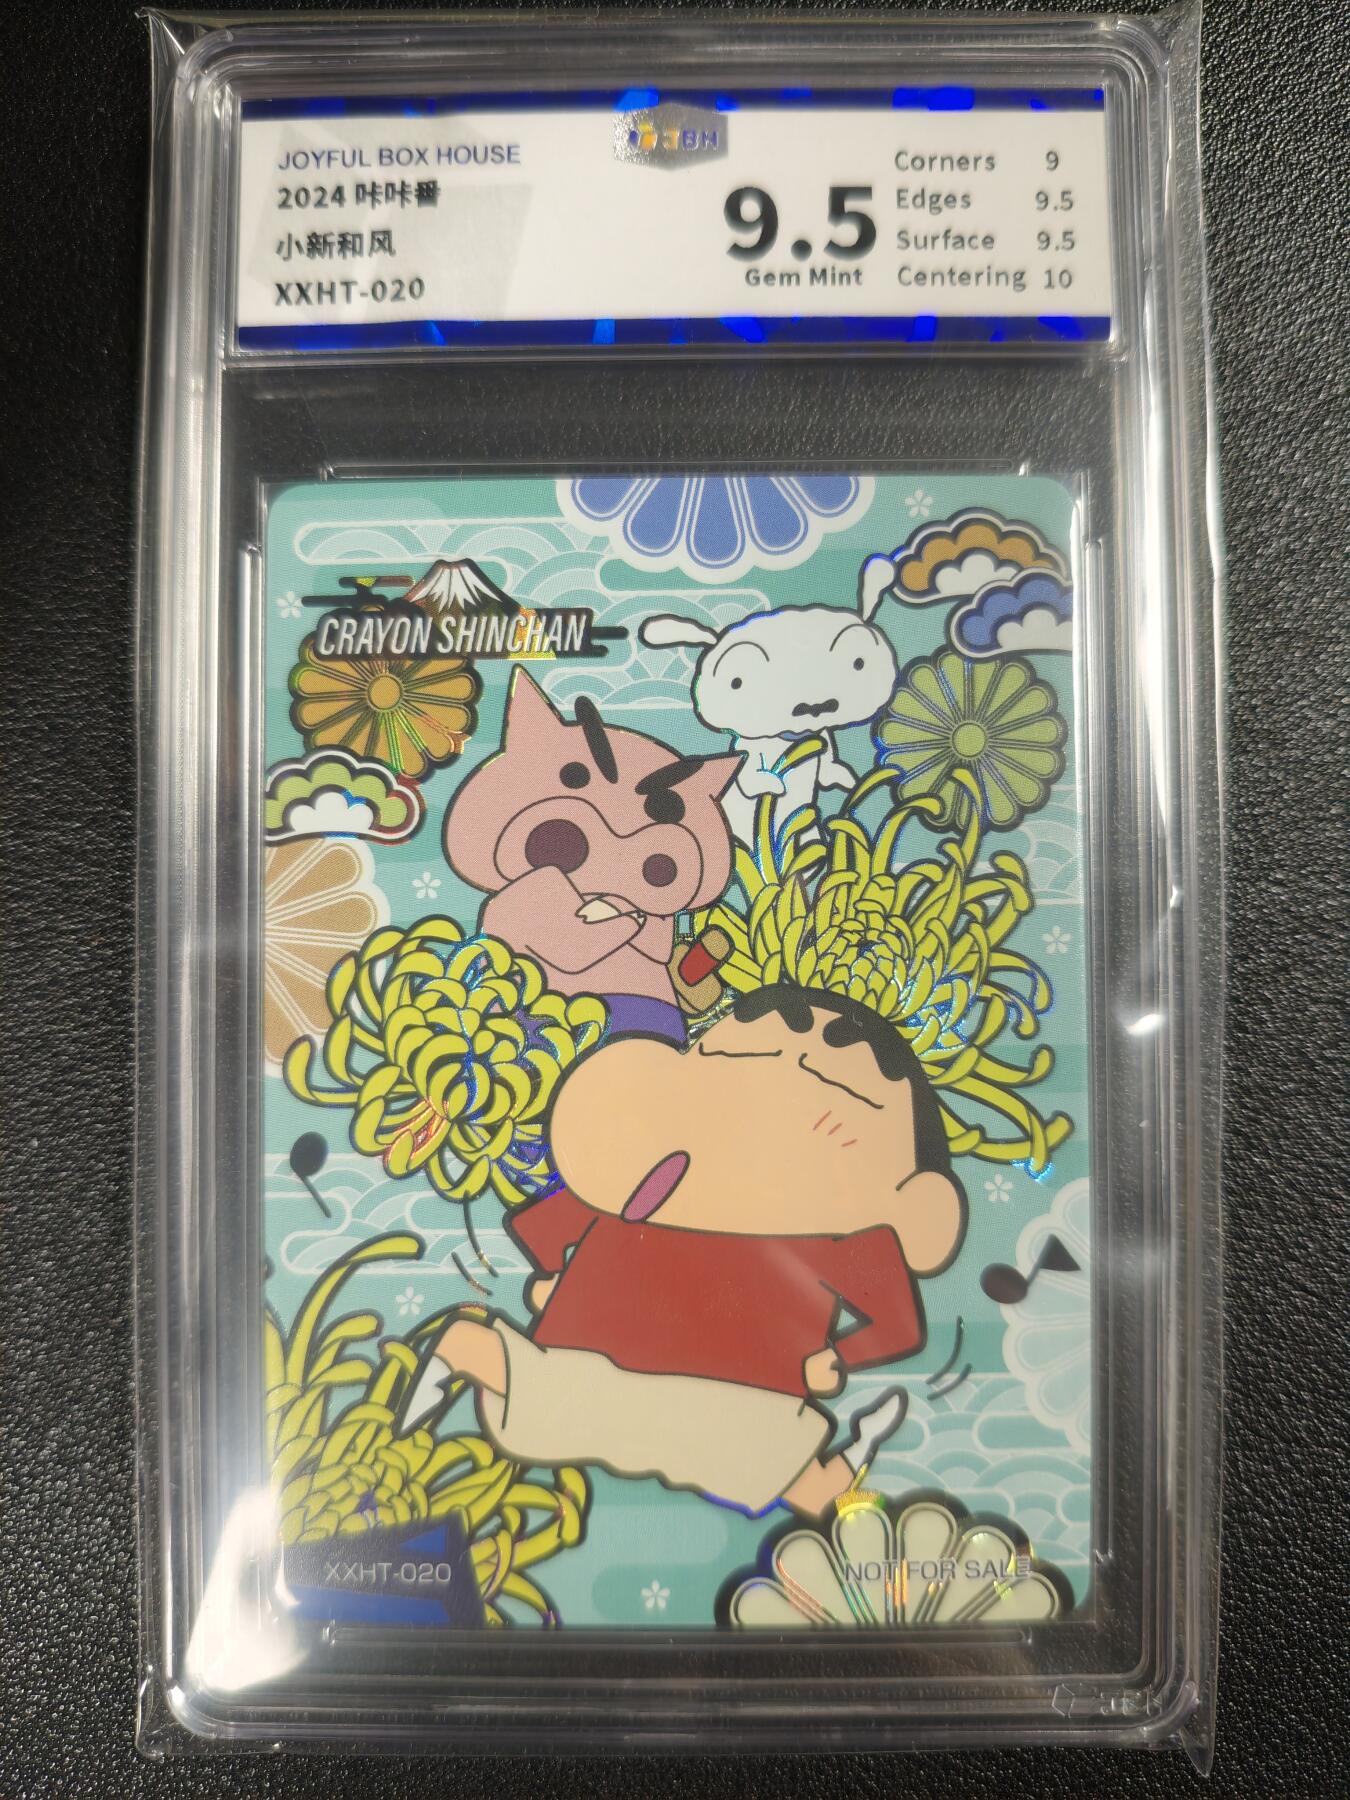 JBH
JOYFUL BOX HOUSE
2024 咔咔番
小新和风
XXHT-020
9.5
Gem Mint
Corners 9
Edges 9.5
Surface 9.5
Centering 10
CRAYON SHINCHAN
XXHT-020
NOT FOR SALE
JBH